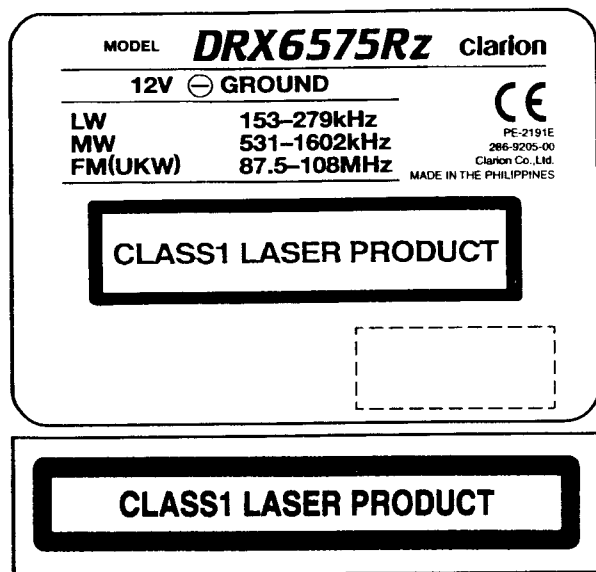 MODEL DRX6575Rz clarion
12V ⊖ GROUND
LW 153–279kHz
MW 531–1602kHz
FM(UKW) 87.5–108MHz
CE
PE-2191E
286-9205-00
Clarion Co.,Ltd.
MADE IN THE PHILIPPINES
CLASS1 LASER PRODUCT
CLASS1 LASER PRODUCT